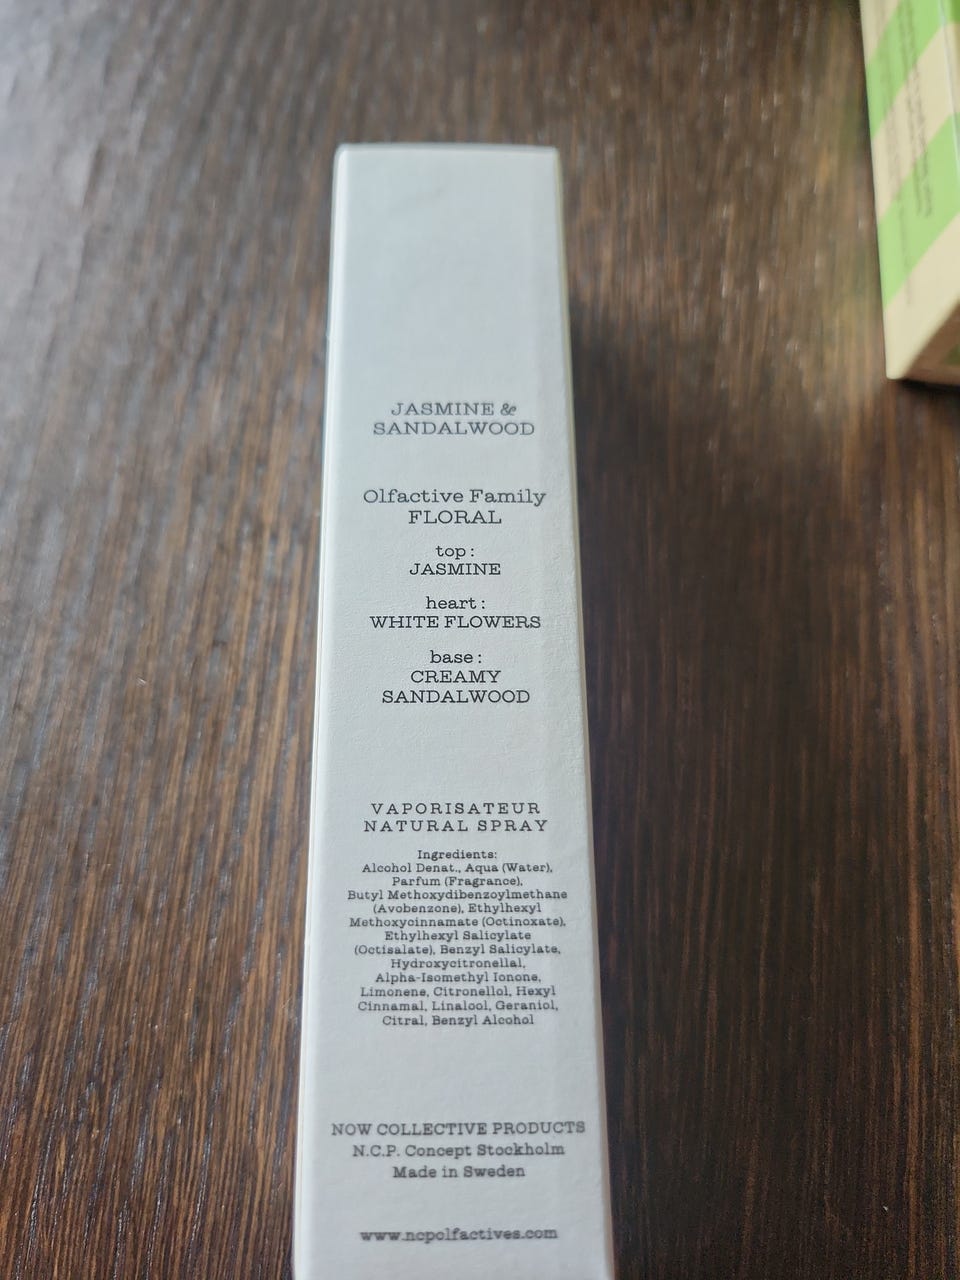 JASMINE &
SANDALWOOD
Olfactive Family
FLORAL
top:
JASMINE
heart:
WHITE FLOWERS
base:
CREAMY
SANDALWOOD
VAPORISATEUR
NATURAL SPRAY
Ingredients:
Alcohol Denat., Aqua (Water),
Parfum (Fragrance),
Butyl Methoxydibenzoylmethane
(Avobenzone), Ethylhexyl
Methoxycinnamate (Octinoxate),
Ethylhexyl Salicylate
(Octisalate), Benzyl Salicylate,
Hydroxycitronellal,
Alpha-Isomethyl Ionone,
Limonene, Citronellol, Hexyl
Cinnamal, Linalool, Geraniol,
Citral, Benzyl Alcohol
NOW COLLECTIVE PRODUCTS
N.C.P. Concept Stockholm
Made in Sweden
www.ncpolfactives.com